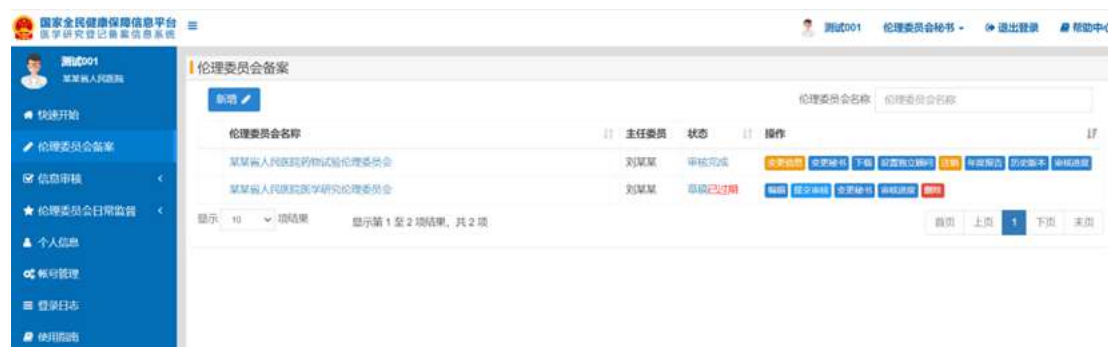 国家全民健康保障信息平台
医学研究登记备案信息系统
测试001 伦理委员会秘书 退出登录 帮助中心
测试001
某某省人民医院
快速开始
伦理委员会备案
信息审核
伦理委员会日常监督
个人信息
帐号管理
登录日志
使用指南
伦理委员会备案
新增
伦理委员会名称 伦理委员会名称
伦理委员会名称 主任委员 状态 操作
某某省人民医院药物试验伦理委员会 刘某某 审核完成 变更信息 变更秘书 下载 设置独立顾问 注销 年度报告 历史版本 审核进度
某某省人民医院医学研究伦理委员会 刘某某 草稿已过期 编辑 提交审核 变更秘书 审核进度 删除
显示 10 项结果 显示第 1 至 2 项结果，共 2 项
首页 上页 1 下页 末页